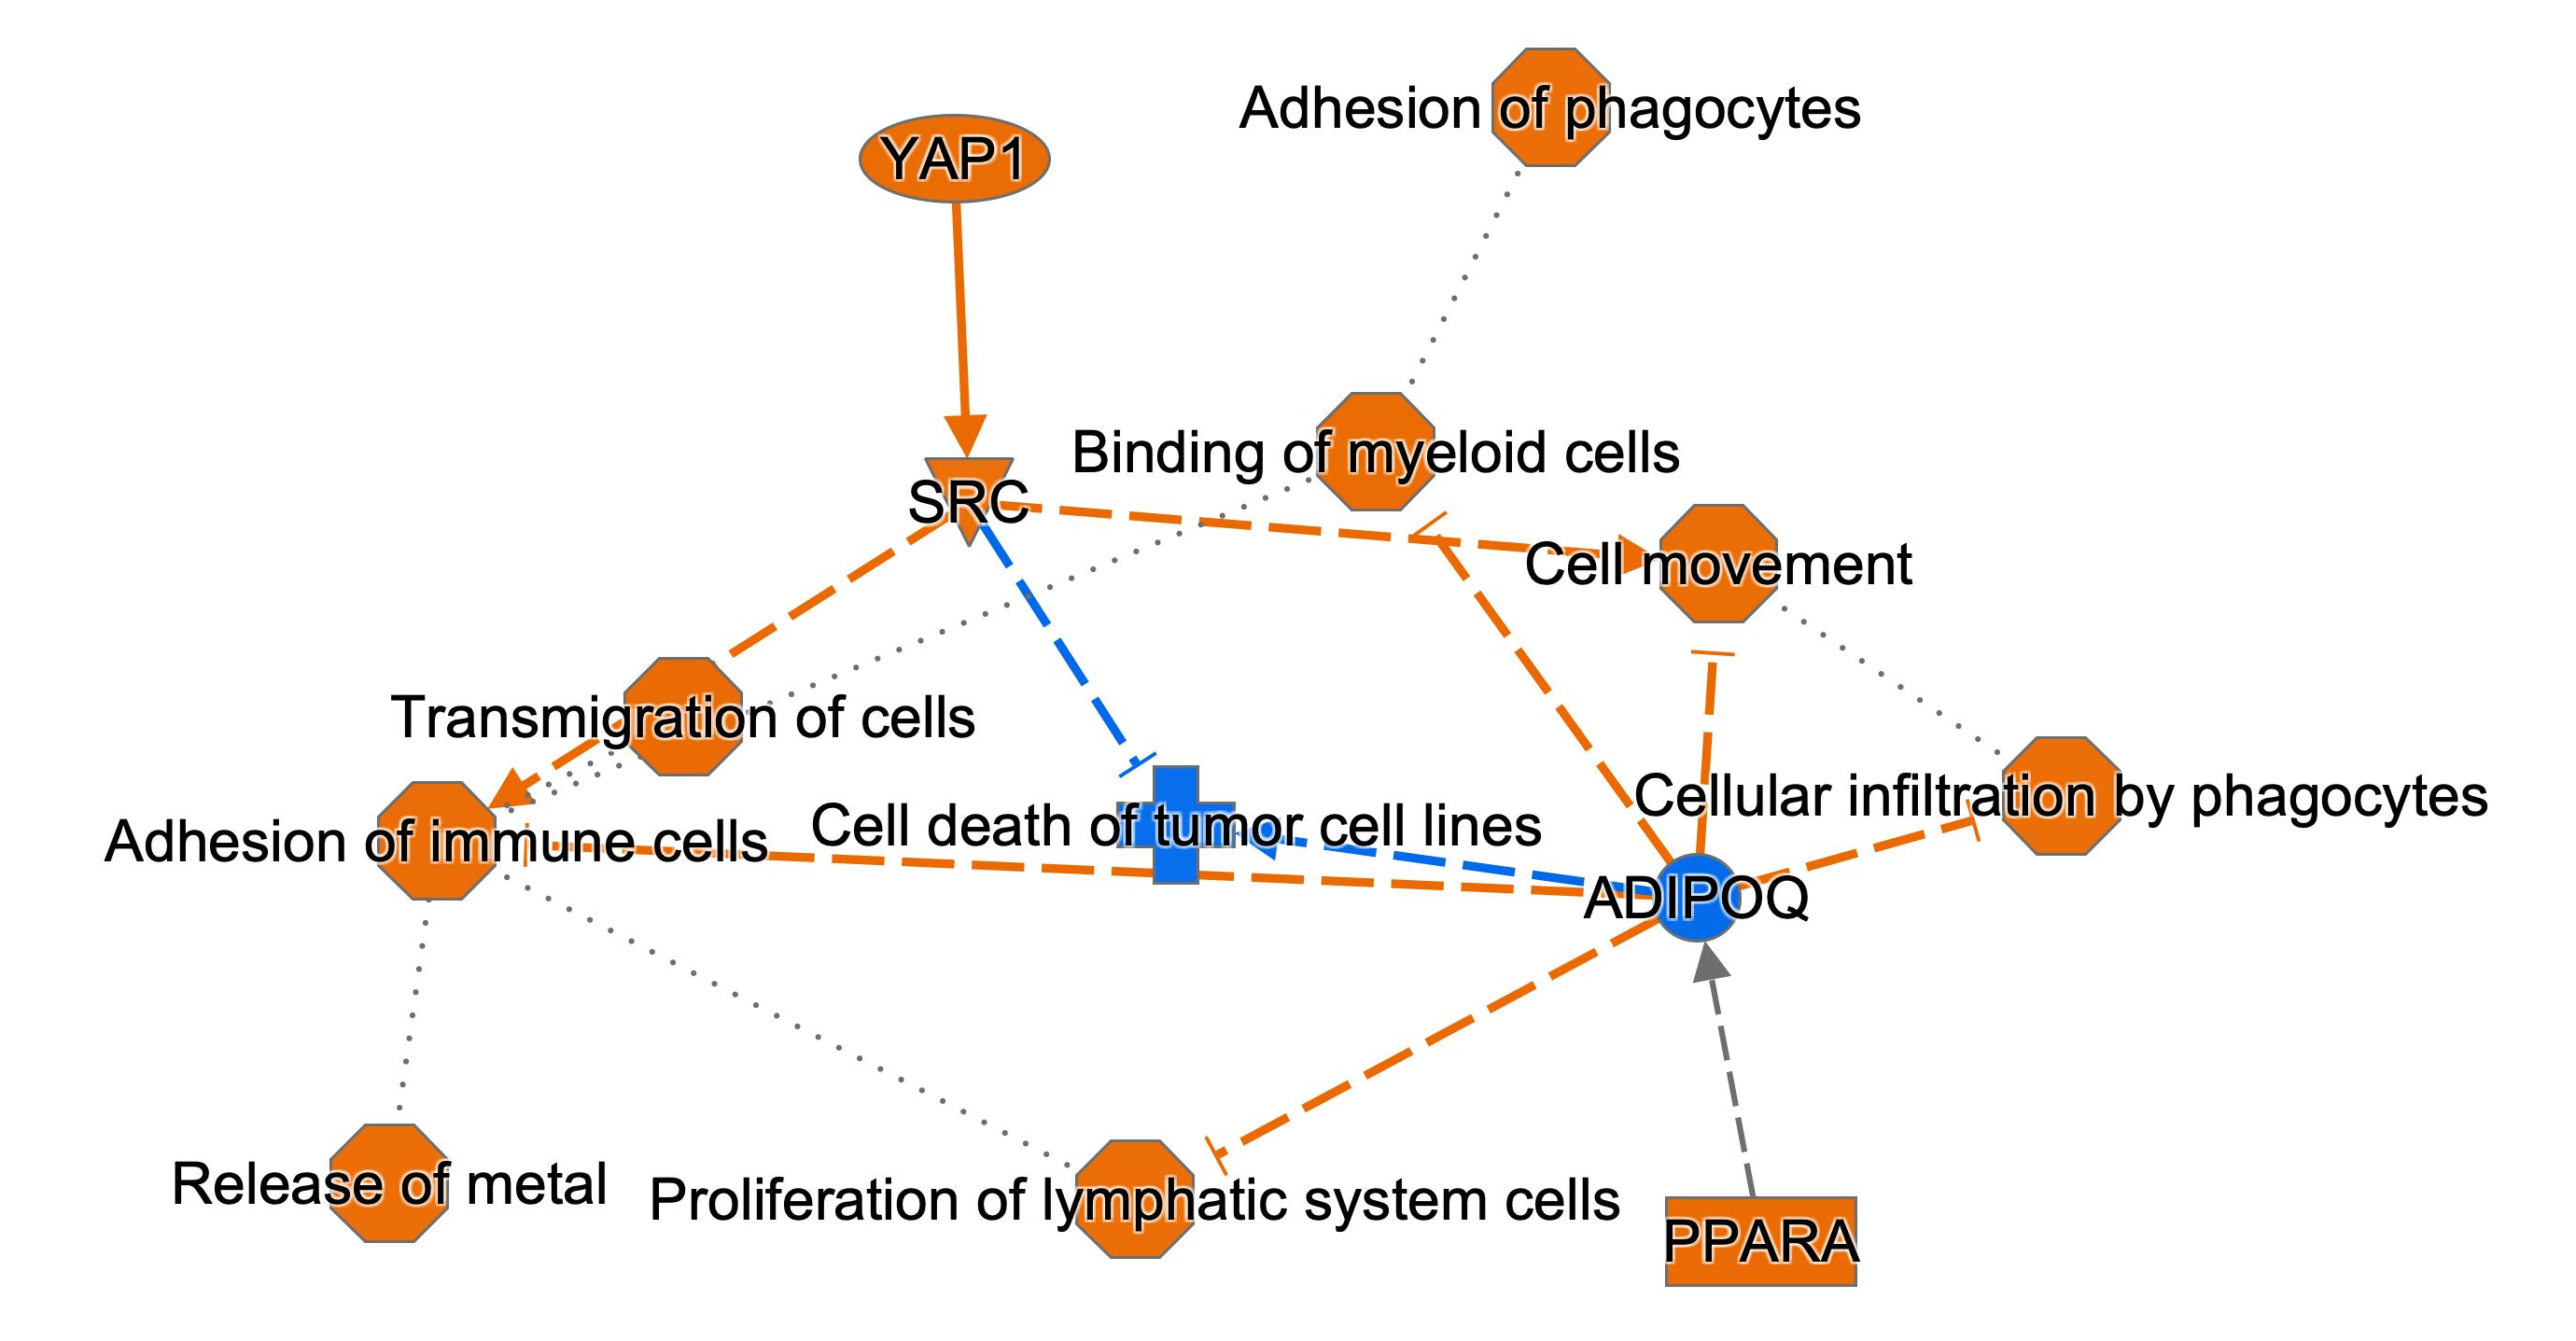 Adhesion of phagocytes
YAP1
Binding of myeloid cells
SRC
Cell movement
Transmigration of cells
Cellular infiltration by phagocytes
Cell death of tumor cell lines
Adhesion of immune cells
ADIPOQ
Release of metal
Proliferation of lymphatic system cells
PPARA